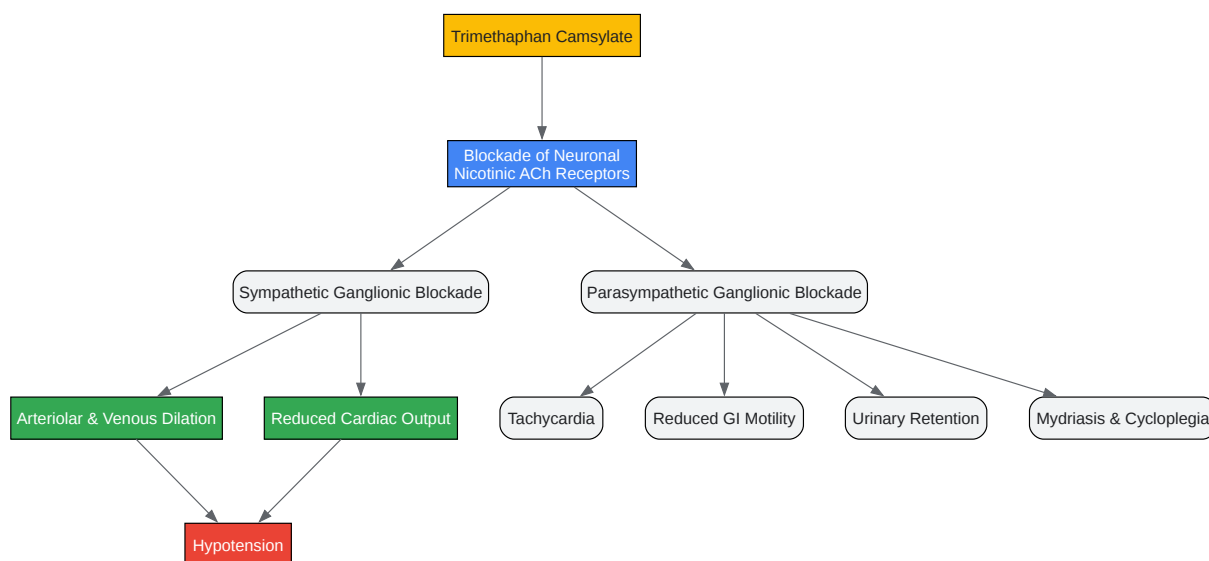 Trimethaphan Camsylate
Blockade of Neuronal
Nicotinic ACh Receptors
Sympathetic Ganglionic Blockade
Parasympathetic Ganglionic Blockade
Arteriolar & Venous Dilation
Reduced Cardiac Output
Tachycardia
Reduced GI Motility
Urinary Retention
Mydriasis & Cycloplegia
Hypotension